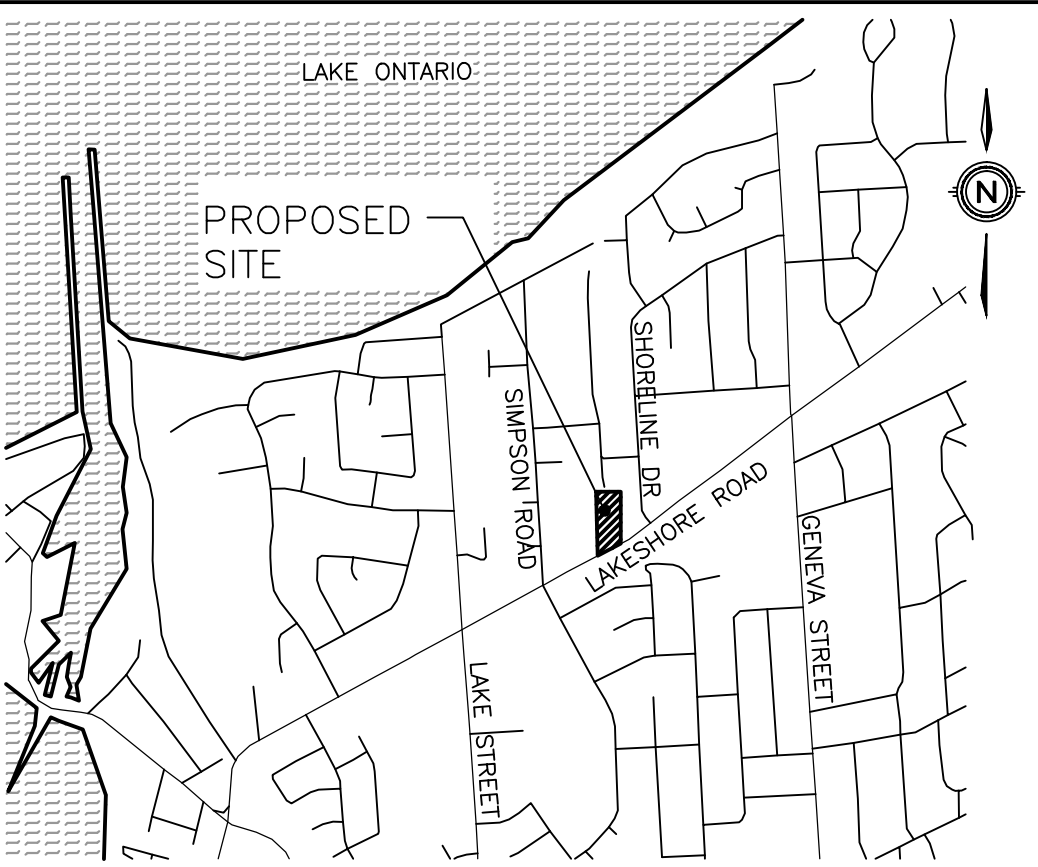 LAKE ONTARIO
PROPOSED
SITE
N
SHORELINE DR
SIMPSON ROAD
LAKESHORE ROAD
GENEVA STREET
LAKE STREET